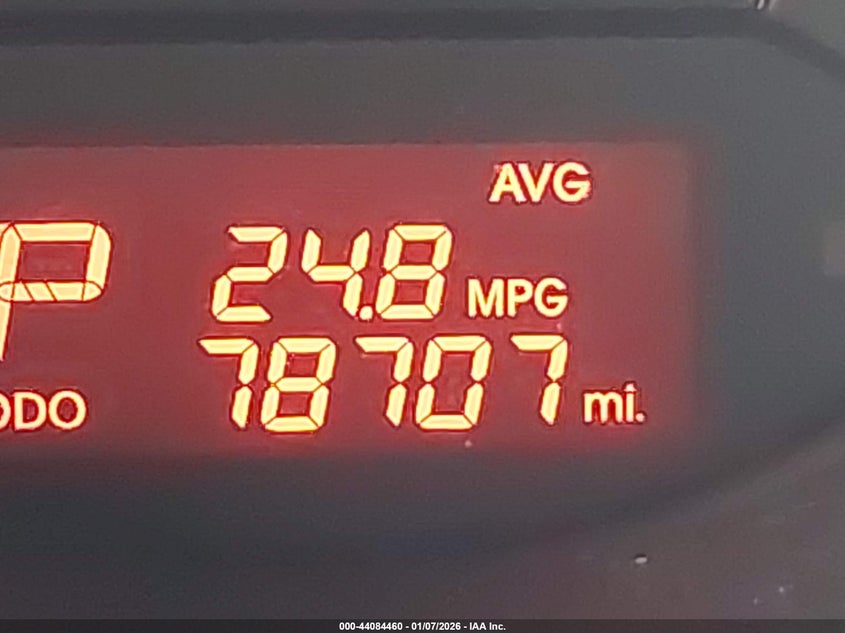 AVG
P 24.8 MPG
ODO 78707 mi.
000-44084460 - 01/07/2026 - IAA Inc.